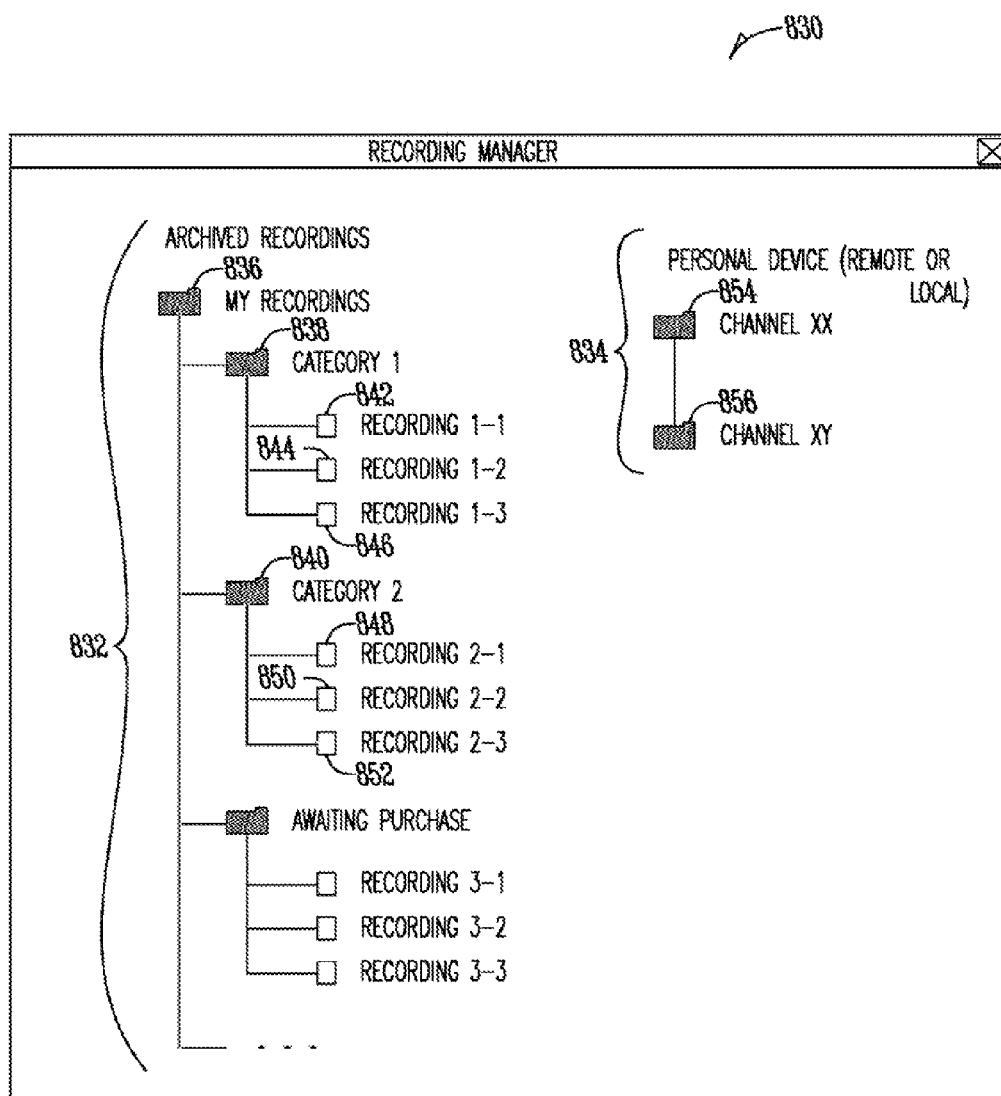 830
RECORDING MANAGER
ARCHIVED RECORDINGS
836
MY RECORDINGS
838
CATEGORY 1
842
RECORDING 1-1
844
RECORDING 1-2
RECORDING 1-3
846
840
CATEGORY 2
832
848
RECORDING 2-1
850
RECORDING 2-2
RECORDING 2-3
852
AWAITING PURCHASE
RECORDING 3-1
RECORDING 3-2
RECORDING 3-3
. . .
PERSONAL DEVICE (REMOTE OR
LOCAL)
854
CHANNEL XX
834
856
CHANNEL XY